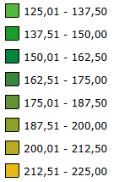 125,01 - 137,50
137,51 - 150,00
150,01 - 162,50
162,51 - 175,00
175,01 - 187,50
187,51 - 200,00
200,01 - 212,50
212,51 - 225,00